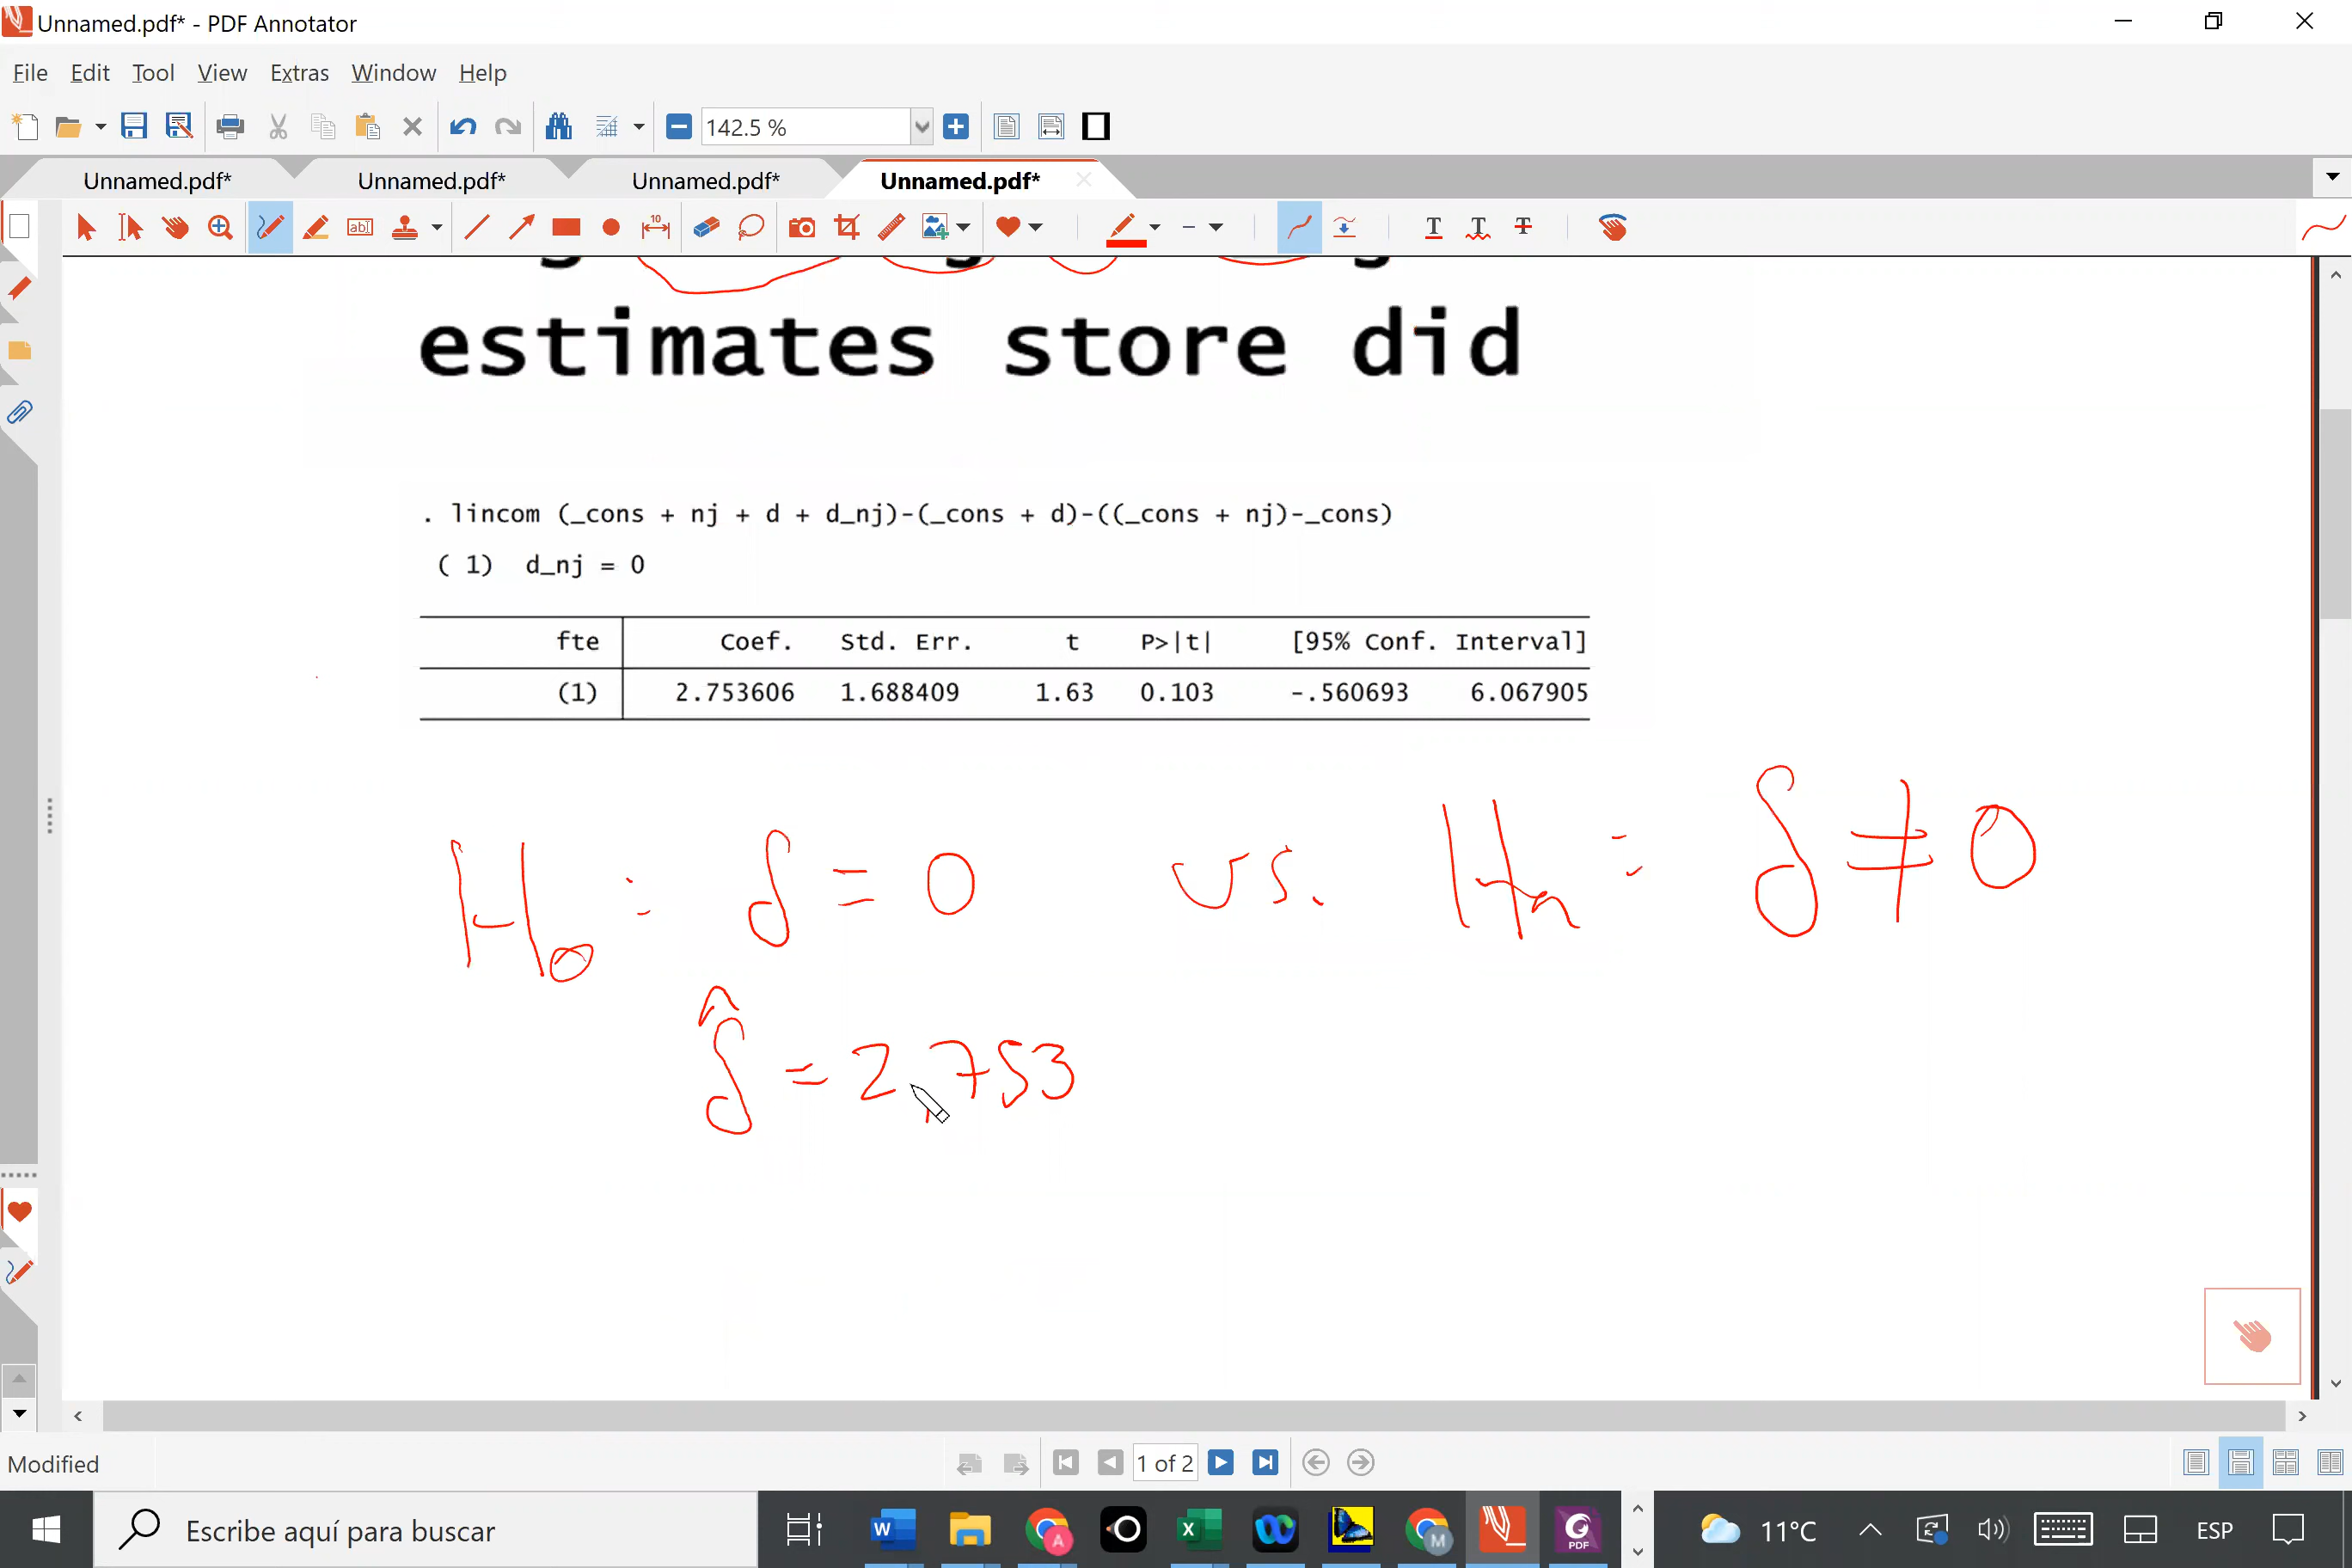 Unnamed.pdf* - PDF Annotator
File Edit Tool View Extras Window Help
142.5 %
Unnamed.pdf* Unnamed.pdf* Unnamed.pdf* Unnamed.pdf*
estimates store did
. lincom (_cons + nj + d + d_nj)-(_cons + d)-((_cons + nj)-_cons)
( 1) d_nj = 0
fte Coef. Std. Err. t P>|t| [95% Conf. Interval]
(1) 2.753606 1.688409 1.63 0.103 -.560693 6.067905
H₀ : δ = 0 vs. Hₐ : δ ≠ 0
δ̂ = 2,753
Modified
1 of 2
Escribe aquí para buscar
11°C
ESP